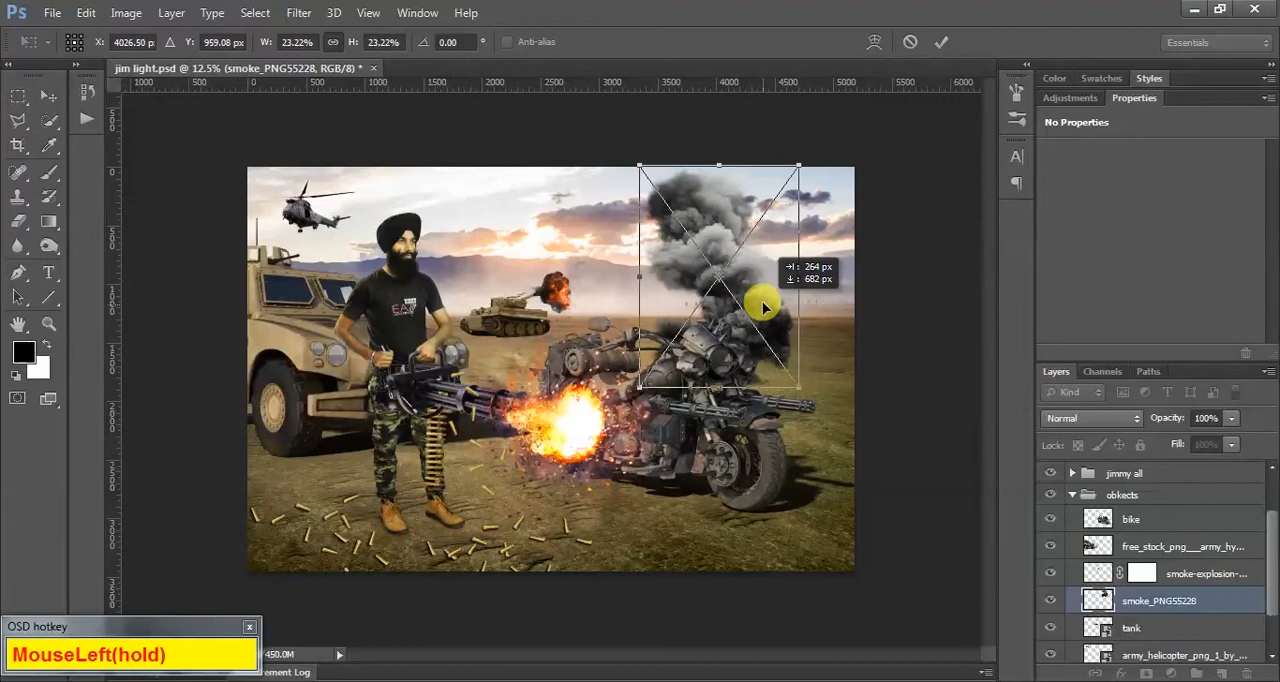 Ps File Edit Image Layer Type Select Filter 3D View Window Help
X: 4026.50 px Y: 959.08 px W: 23.22% H: 23.22% 0.00 ° Anti-alias Essentials
jim light.psd @ 12.5% (smoke_PNG55228, RGB/8) * ×
1000 500 0 500 1000 1500 2000 2500 3000 3500 4000 4500 5000 5500 6000
Color Swatches Styles
Adjustments Properties
No Properties
264 px
682 px
Layers Channels Paths
Kind
Normal Opacity: 100%
Lock: Fill: 100%
jimmy all
obkects
bike
free_stock_png___army_hy...
smoke-explosion-...
smoke_PNG55228
tank
army_helicopter_png_1_by_...
OSD hotkey
MouseLeft(hold)
450.0M
ement Log